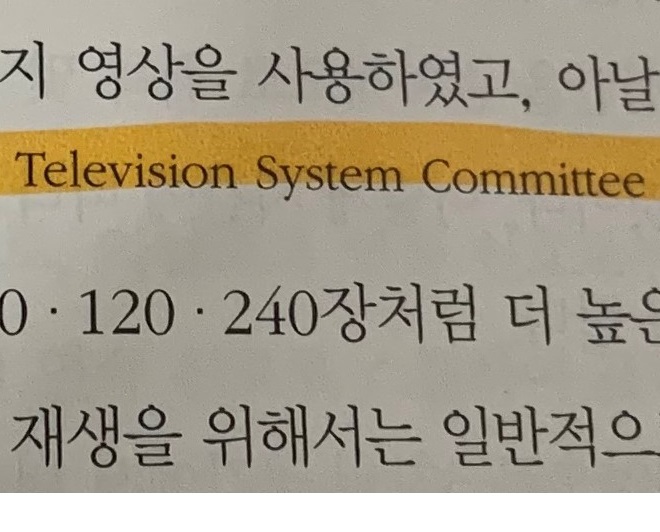 지 영상을 사용하였고, 아날
Television System Committee
0 · 120 · 240장처럼 더 높은
재생을 위해서는 일반적으